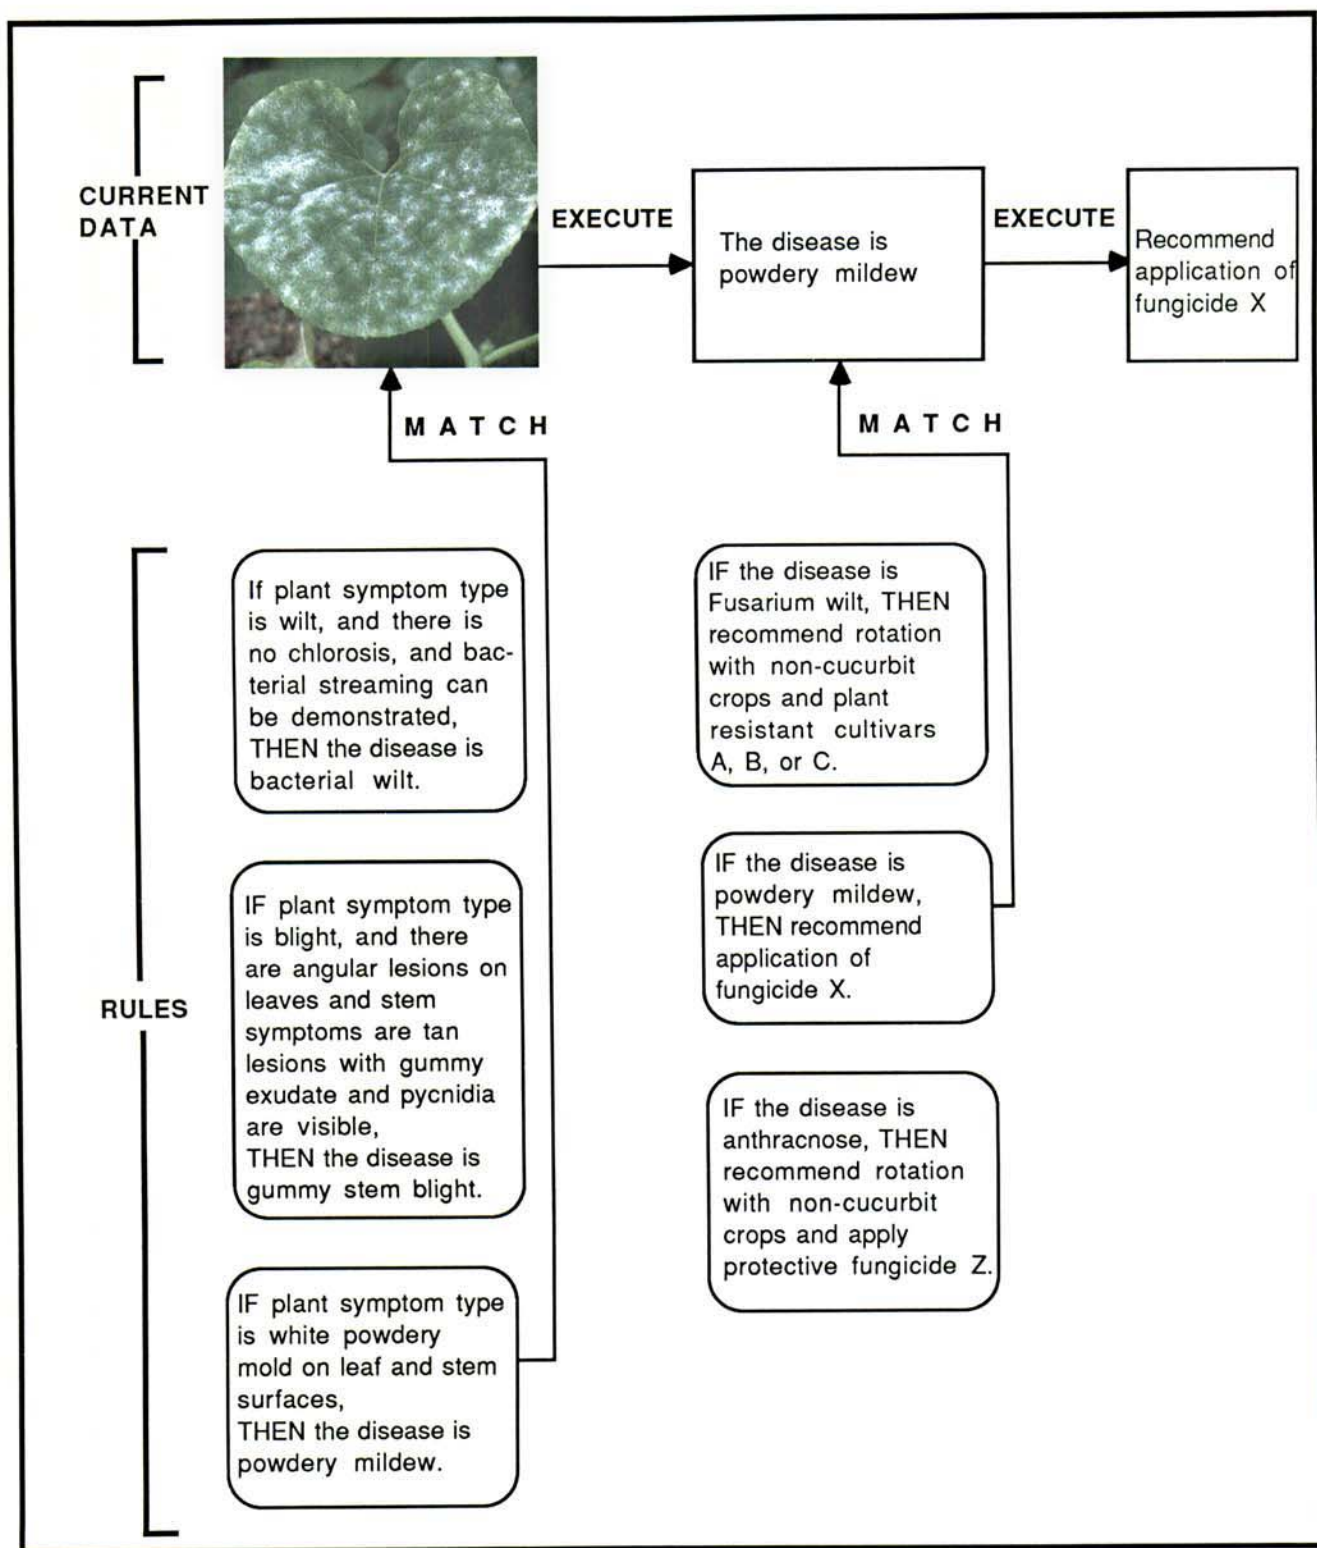 CURRENT
DATA
EXECUTE
The disease is
powdery mildew
EXECUTE
Recommend
application of
fungicide X
MATCH
MATCH
RULES
If plant symptom type
is wilt, and there is
no chlorosis, and bac-
terial streaming can
be demonstrated,
THEN the disease is
bacterial wilt.
IF plant symptom type
is blight, and there
are angular lesions on
leaves and stem
symptoms are tan
lesions with gummy
exudate and pycnidia
are visible,
THEN the disease is
gummy stem blight.
IF plant symptom type
is white powdery
mold on leaf and stem
surfaces,
THEN the disease is
powdery mildew.
IF the disease is
Fusarium wilt, THEN
recommend rotation
with non-cucurbit
crops and plant
resistant cultivars
A, B, or C.
IF the disease is
powdery mildew,
THEN recommend
application of
fungicide X.
IF the disease is
anthracnose, THEN
recommend rotation
with non-cucurbit
crops and apply
protective fungicide Z.